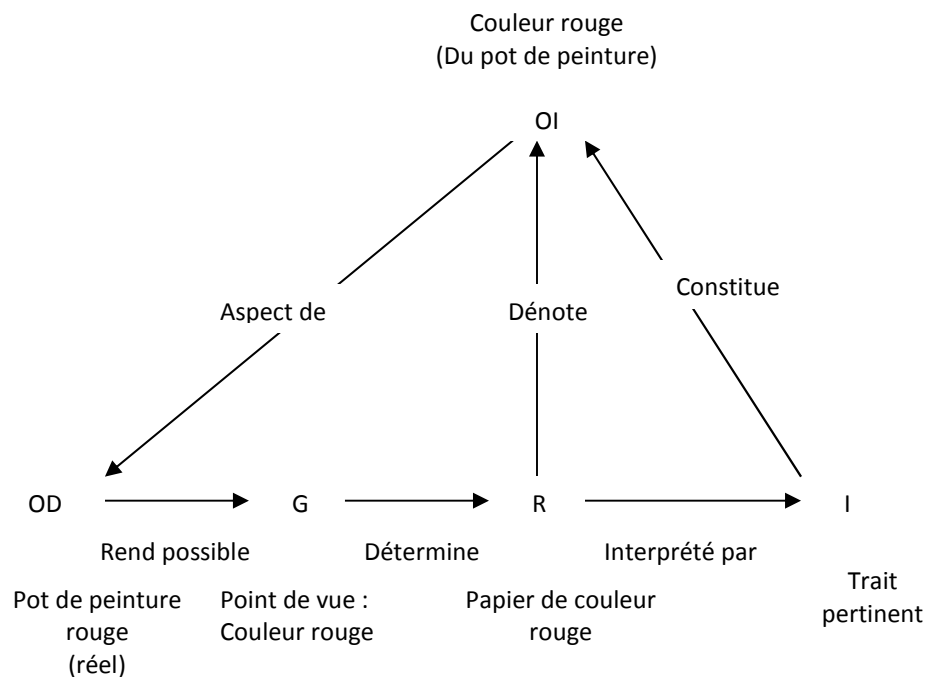 Couleur rouge
(Du pot de peinture)
OI
Aspect de
Dénote
Constitue
OD
G
R
I
Rend possible
Détermine
Interprété par
Pot de peinture
rouge
(réel)
Point de vue :
Couleur rouge
Papier de couleur
rouge
Trait
pertinent